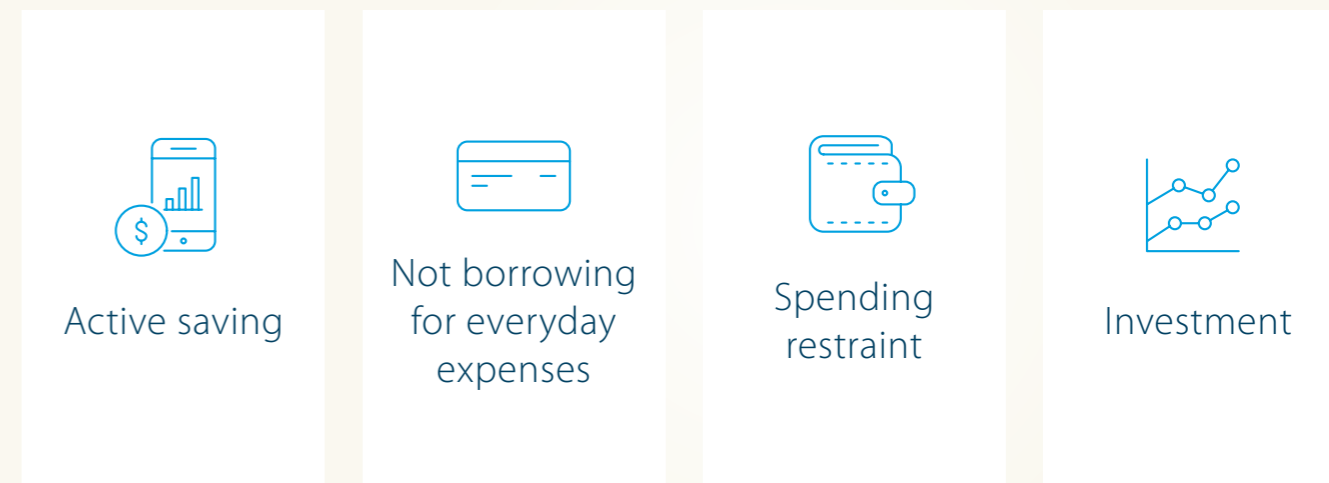 Active saving
Not borrowing
for everyday
expenses
Spending
restraint
Investment
$